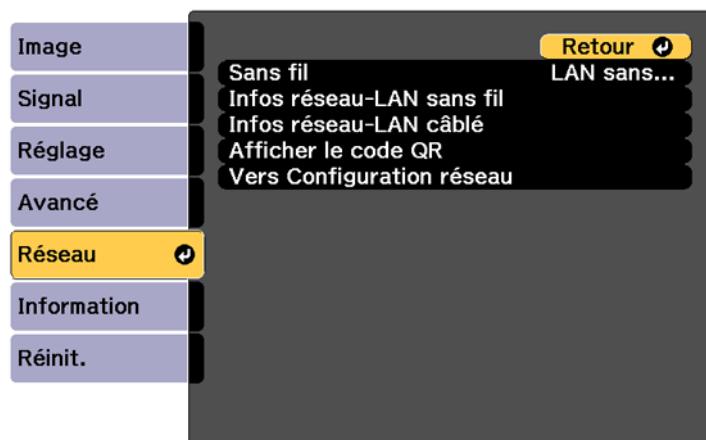 Image
Signal
Réglage
Avancé
Réseau
Information
Réinit.
Retour
Sans fil LAN sans...
Infos réseau-LAN sans fil
Infos réseau-LAN câblé
Afficher le code QR
Vers Configuration réseau